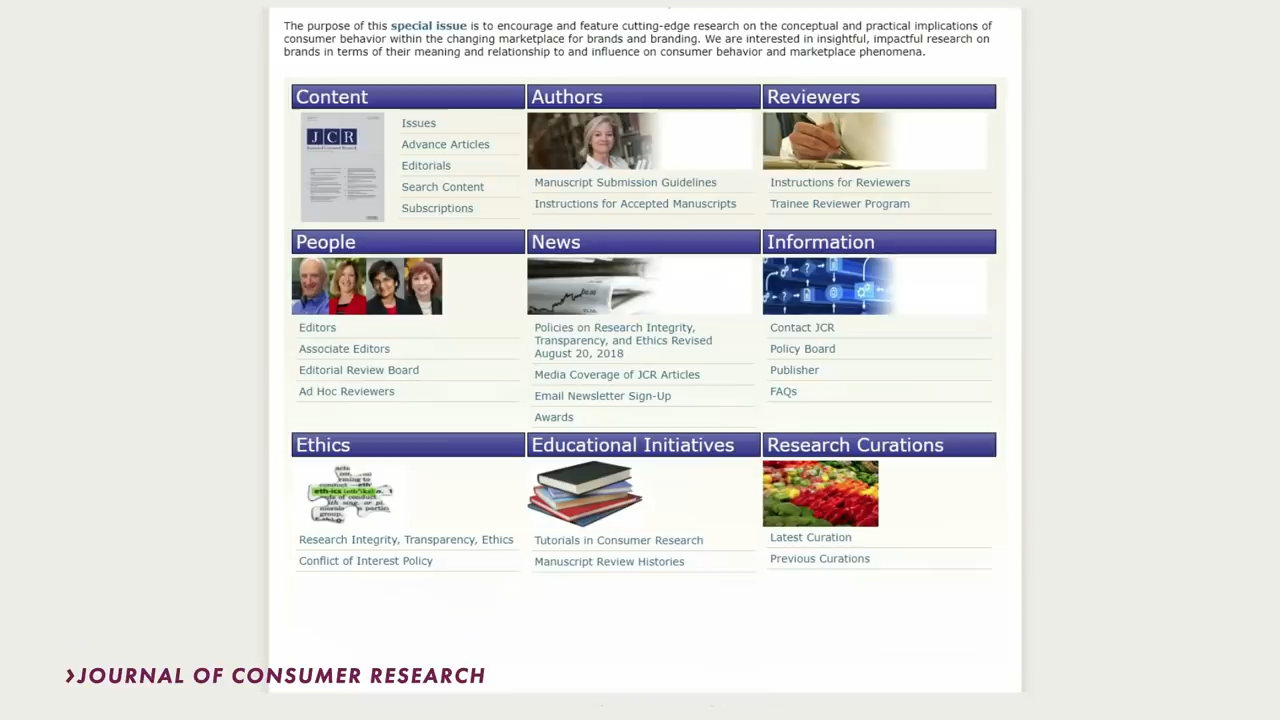 The purpose of this special issue is to encourage and feature cutting-edge research on the conceptual and practical implications of
consumer behavior within the changing marketplace for brands and branding. We are interested in insightful, impactful research on
brands in terms of their meaning and relationship to and influence on consumer behavior and marketplace phenomena.
Content
JCR
Issues
Advance Articles
Editorials
Search Content
Subscriptions
Authors
Manuscript Submission Guidelines
Instructions for Accepted Manuscripts
Reviewers
Instructions for Reviewers
Trainee Reviewer Program
People
Editors
Associate Editors
Editorial Review Board
Ad Hoc Reviewers
News
Policies on Research Integrity,
Transparency, and Ethics Revised
August 20, 2018
Media Coverage of JCR Articles
Email Newsletter Sign-Up
Awards
Information
Contact JCR
Policy Board
Publisher
FAQs
Ethics
Research Integrity, Transparency, Ethics
Conflict of Interest Policy
Educational Initiatives
Tutorials in Consumer Research
Manuscript Review Histories
Research Curations
Latest Curation
Previous Curations
›JOURNAL OF CONSUMER RESEARCH